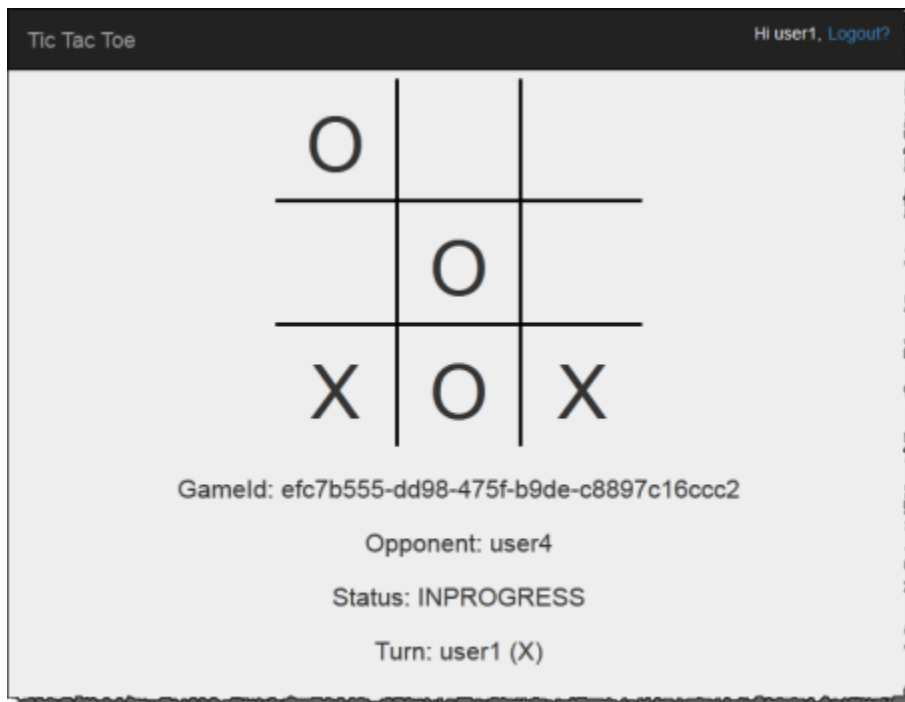 Tic Tac Toe
Hi user1, Logout?
O
O
X O X
GameId: efc7b555-dd98-475f-b9de-c8897c16ccc2
Opponent: user4
Status: INPROGRESS
Turn: user1 (X)